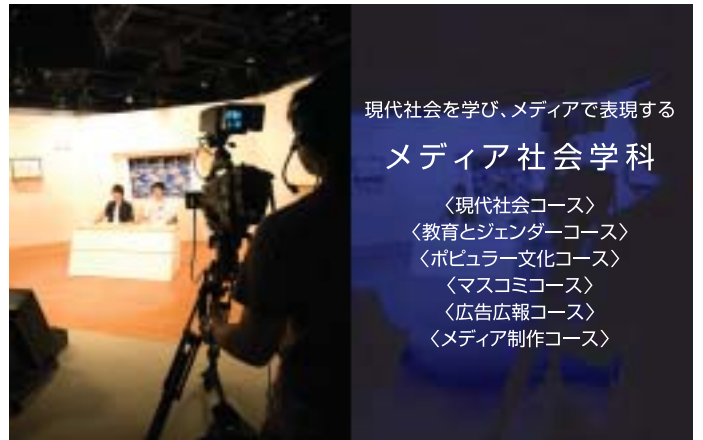 現代社会を学び、メディアで表現する
メディア社会学科
〈現代社会コース〉
〈教育とジェンダーコース〉
〈ポピュラー文化コース〉
〈マスコミコース〉
〈広告広報コース〉
〈メディア制作コース〉